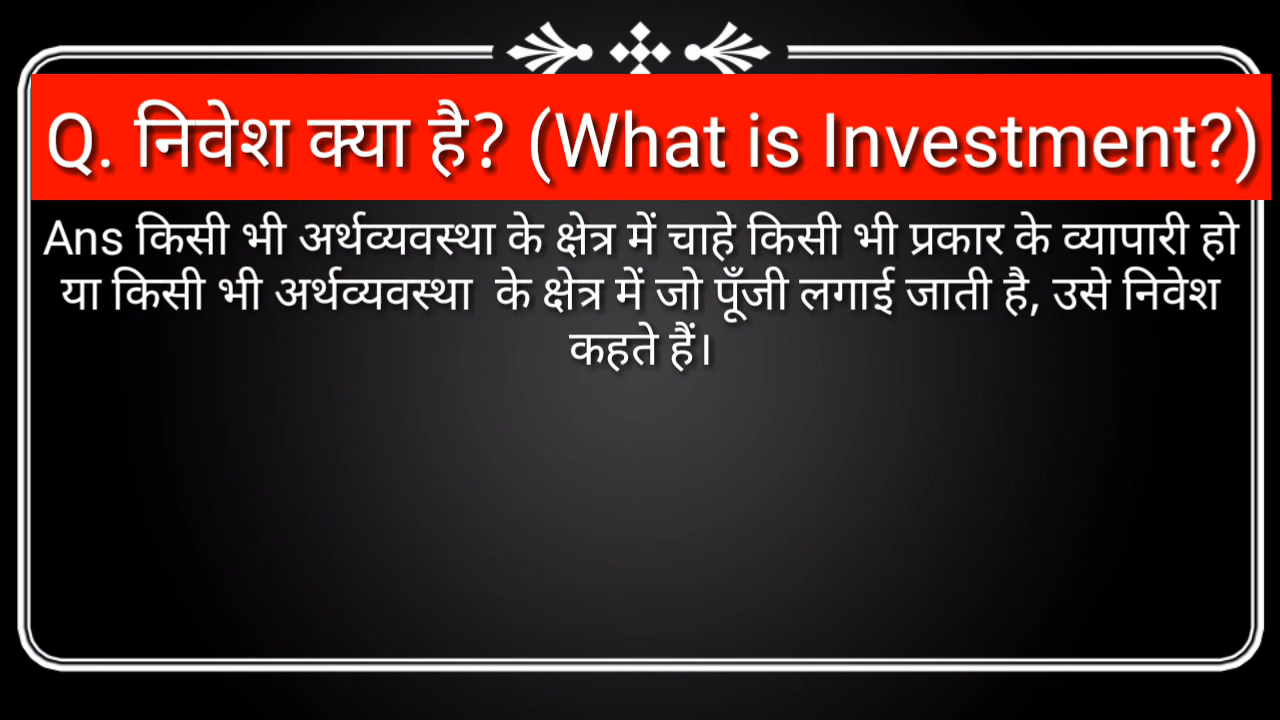 Q. निवेश क्या है? (What is Investment?)
Ans किसी भी अर्थव्यवस्था के क्षेत्र में चाहे किसी भी प्रकार के व्यापारी हो
या किसी भी अर्थव्यवस्था के क्षेत्र में जो पूँजी लगाई जाती है, उसे निवेश
कहते हैं।